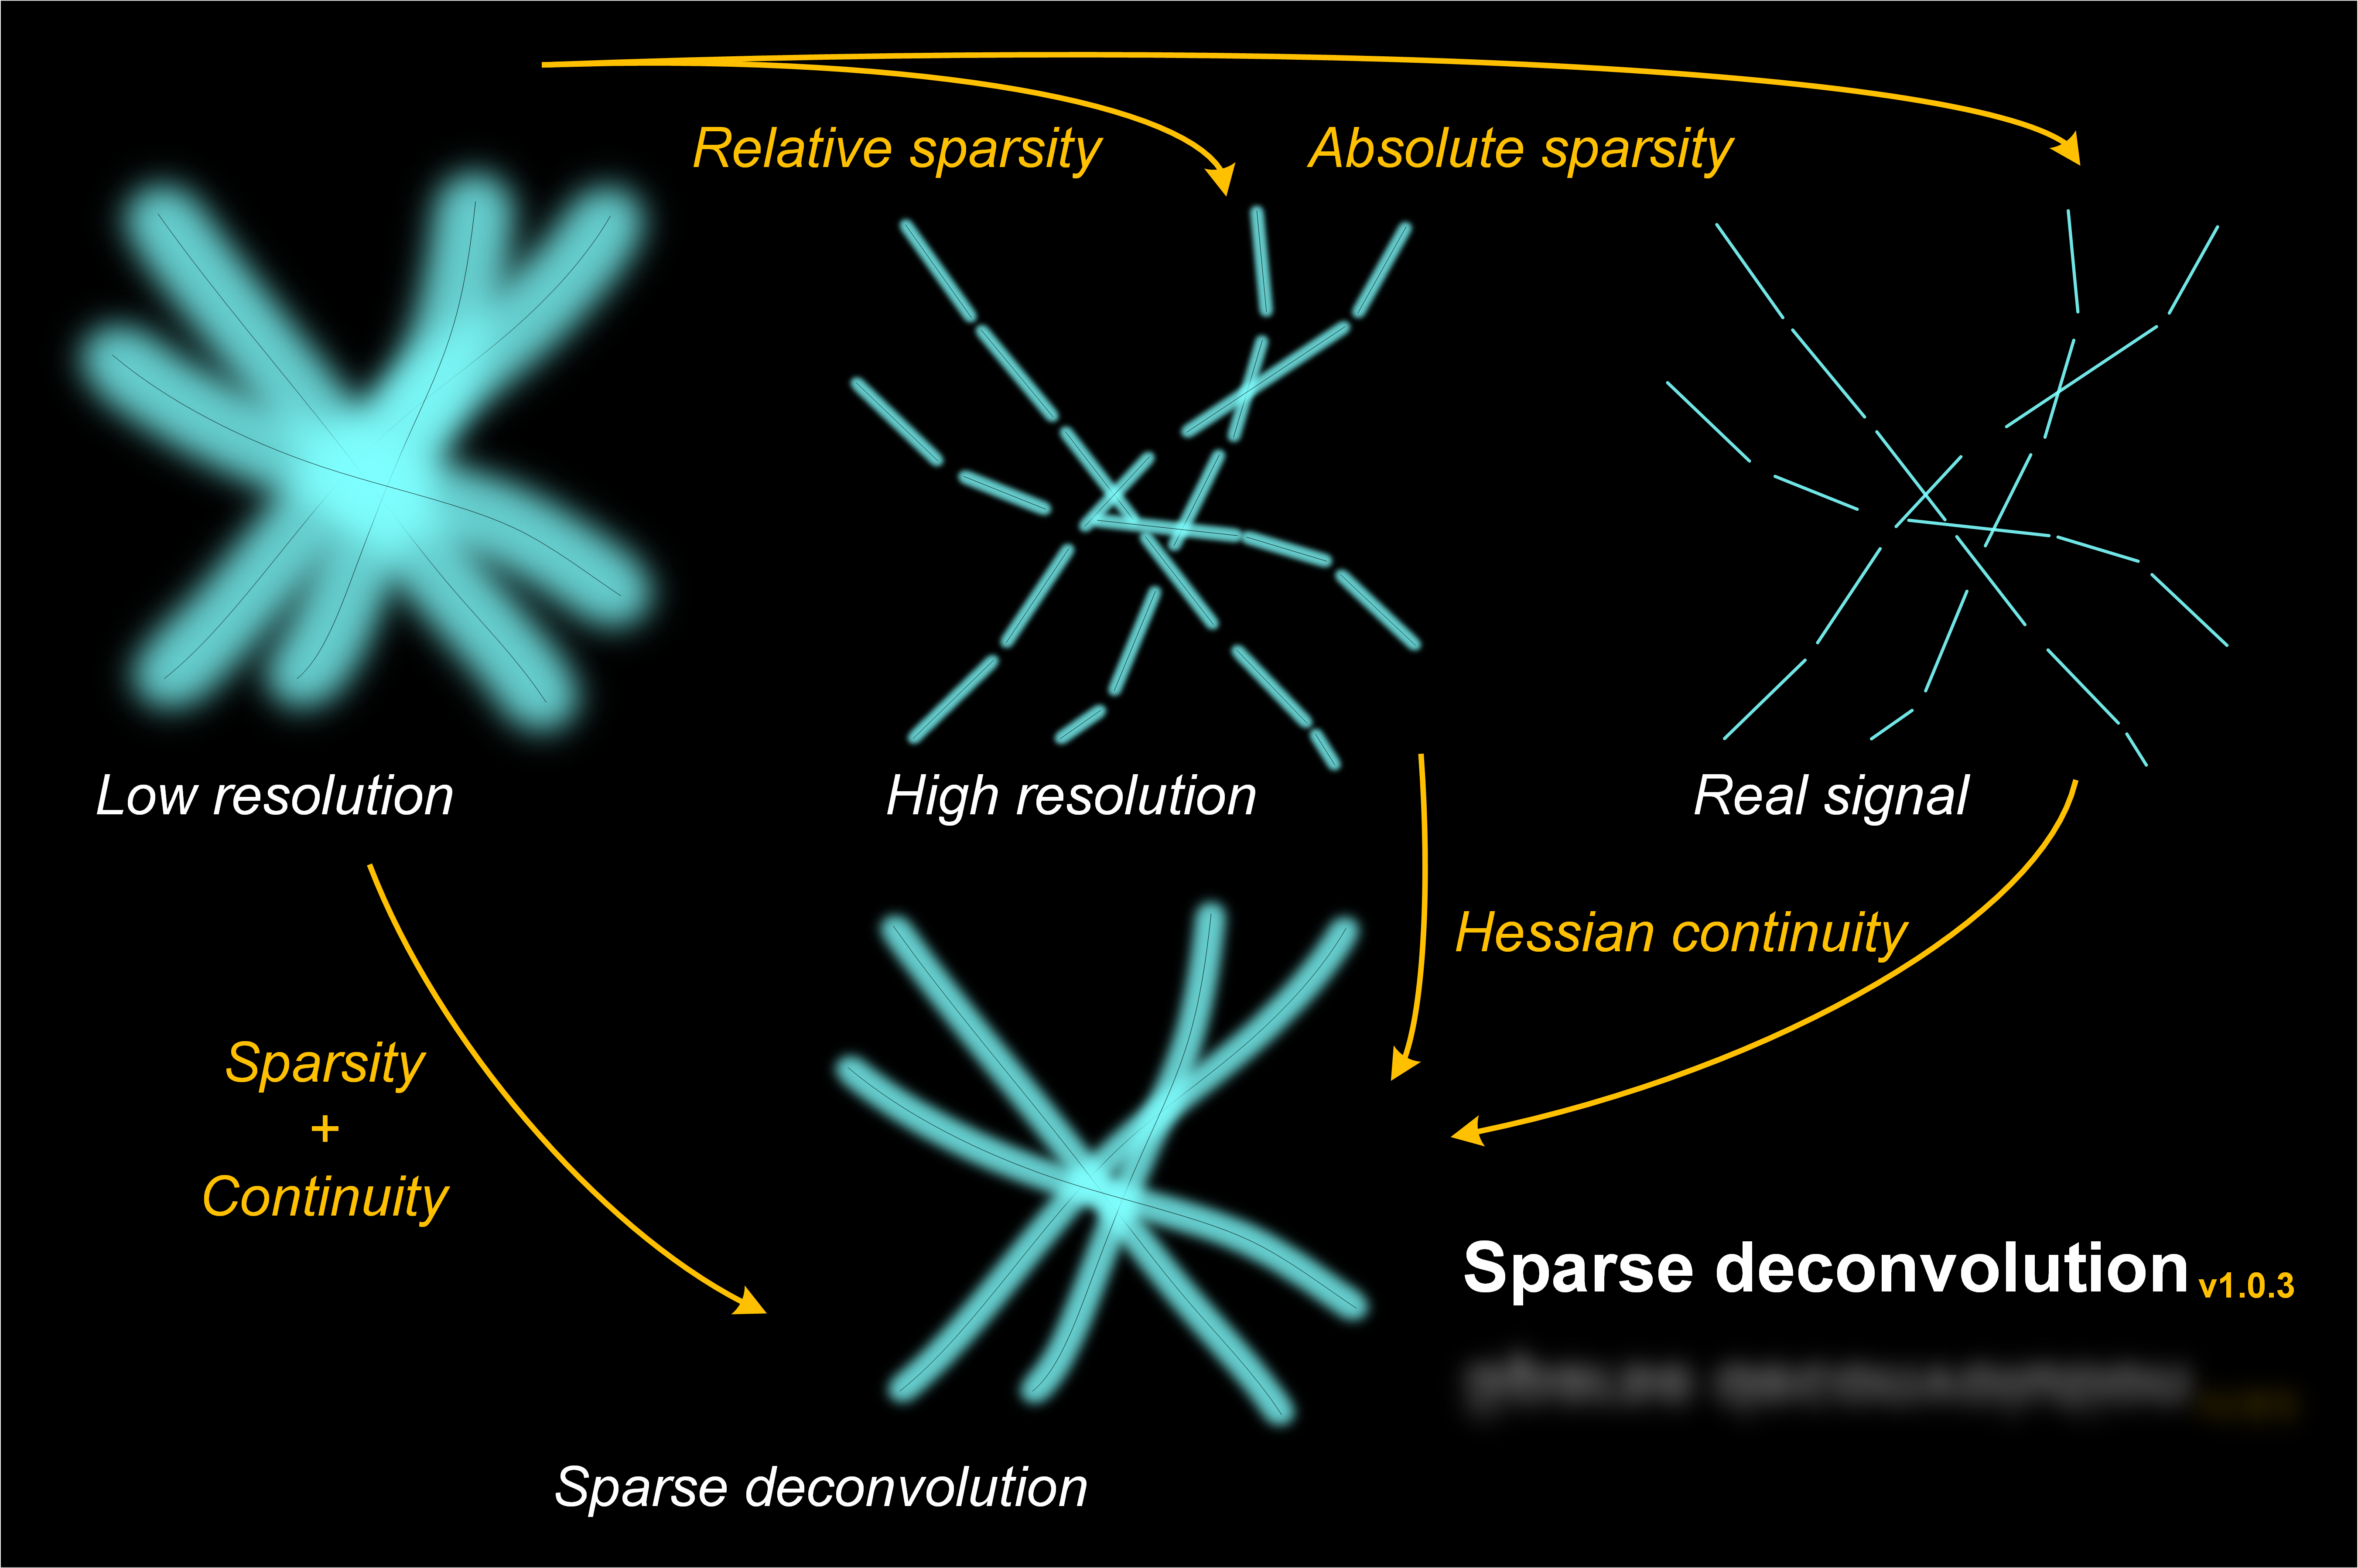 Relative sparsity
Absolute sparsity
Low resolution
High resolution
Real signal
Hessian continuity
Sparsity
+
Continuity
Sparse deconvolution v1.0.3
Sparse deconvolution